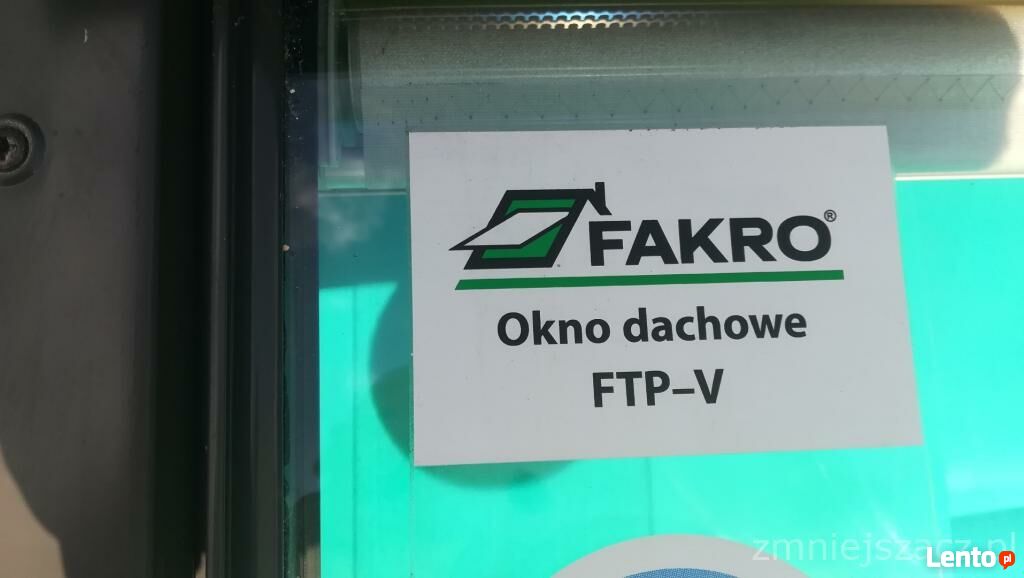 FAKRO®
Okno dachowe
FTP–V
zmniejszacz.pl
Lento.pl